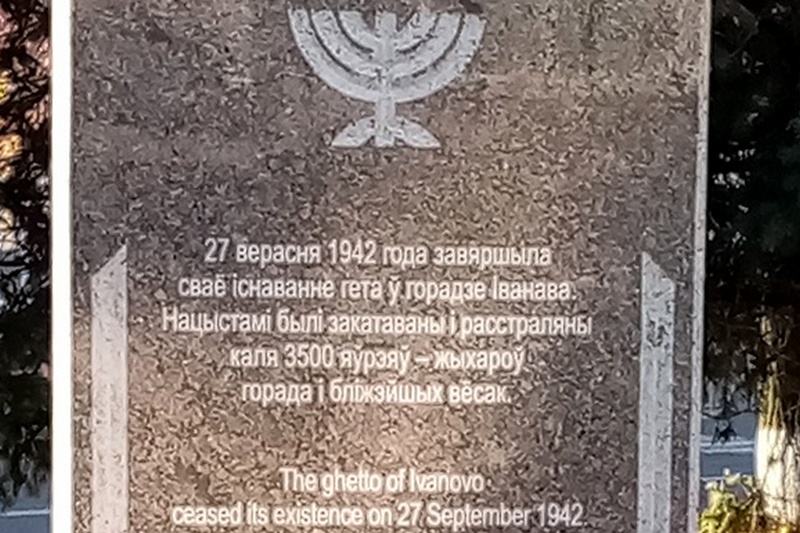 27 верасня 1942 года завяршыла
сваё існаванне гета ў горадзе Іванава.
Нацыстамі былі закатаваны і расстраляны
каля 3500 яўрэяў – жыхароў
горада і бліжэйшых вёсак.
The ghetto of Ivanovo
ceased its existence on 27 September 1942.